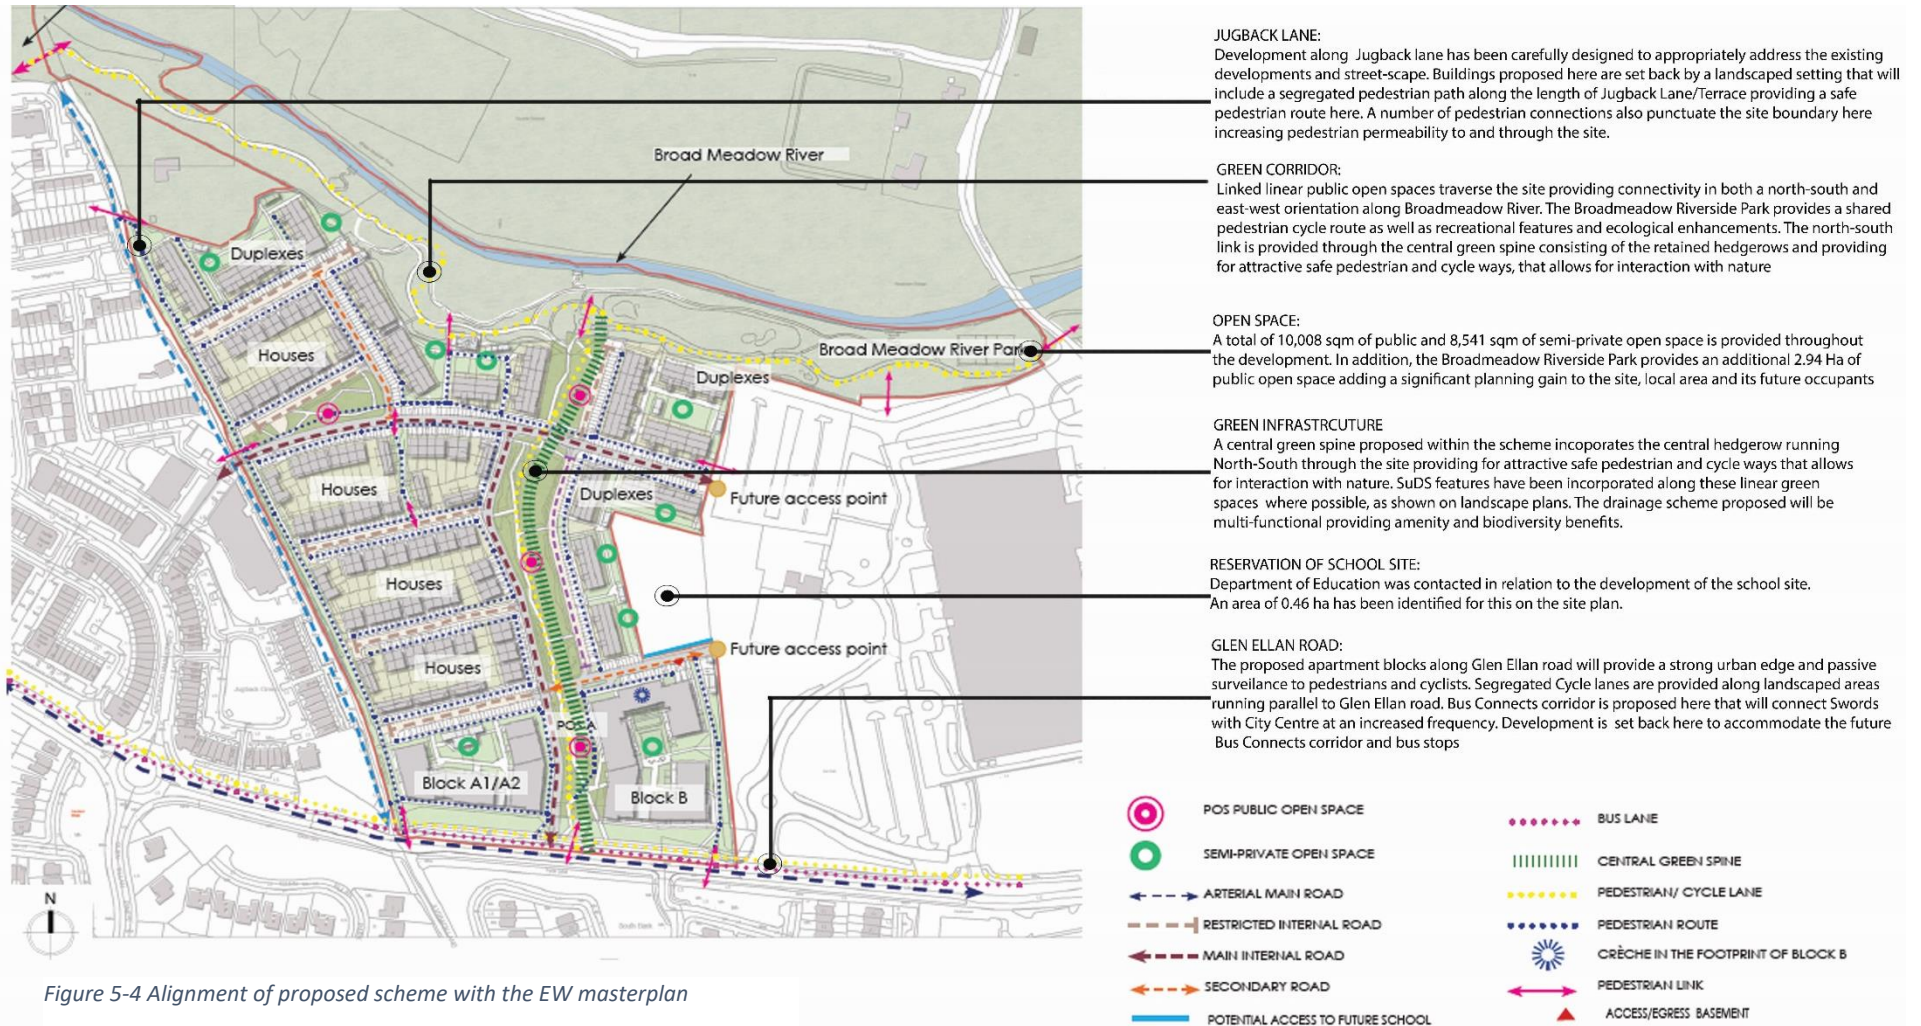 JUGBACK LANE:
Development along Jugback lane has been carefully designed to appropriately address the existing
developments and street-scape. Buildings proposed here are set back by a landscaped setting that will
include a segregated pedestrian path along the length of Jugback Lane/Terrace providing a safe
pedestrian route here. A number of pedestrian connections also punctuate the site boundary here
increasing pedestrian permeability to and through the site.
GREEN CORRIDOR:
Linked linear public open spaces traverse the site providing connectivity in both a north-south and
east-west orientation along Broadmeadow River. The Broadmeadow Riverside Park provides a shared
pedestrian cycle route as well as recreational features and ecological enhancements. The north-south
link is provided through the central green spine consisting of the retained hedgerows and providing
for attractive safe pedestrian and cycle ways, that allows for interaction with nature
OPEN SPACE:
A total of 10,008 sqm of public and 8,541 sqm of semi-private open space is provided throughout
the development. In addition, the Broadmeadow Riverside Park provides an additional 2.94 Ha of
public open space adding a significant planning gain to the site, local area and its future occupants
GREEN INFRASTRCUTURE
A central green spine proposed within the scheme incoporates the central hedgerow running
North-South through the site providing for attractive safe pedestrian and cycle ways that allows
for interaction with nature. SuDS features have been incorporated along these linear green
spaces where possible, as shown on landscape plans. The drainage scheme proposed will be
multi-functional providing amenity and biodiversity benefits.
RESERVATION OF SCHOOL SITE:
Department of Education was contacted in relation to the development of the school site.
An area of 0.46 ha has been identified for this on the site plan.
GLEN ELLAN ROAD:
The proposed apartment blocks along Glen Ellan road will provide a strong urban edge and passive
surveilance to pedestrians and cyclists. Segregated Cycle lanes are provided along landscaped areas
running parallel to Glen Ellan road. Bus Connects corridor is proposed here that will connect Swords
with City Centre at an increased frequency. Development is set back here to accommodate the future
Bus Connects corridor and bus stops
Broad Meadow River
Duplexes
Houses
Broad Meadow River Park
Duplexes
Houses
Duplexes
Future access point
Houses
Future access point
Houses
POS A
Block A1/A2
Block B
Jugback Green
South Bank
N
POS PUBLIC OPEN SPACE
SEMI-PRIVATE OPEN SPACE
ARTERIAL MAIN ROAD
RESTRICTED INTERNAL ROAD
MAIN INTERNAL ROAD
SECONDARY ROAD
POTENTIAL ACCESS TO FUTURE SCHOOL
BUS LANE
CENTRAL GREEN SPINE
PEDESTRIAN/ CYCLE LANE
PEDESTRIAN ROUTE
CRÈCHE IN THE FOOTPRINT OF BLOCK B
PEDESTRIAN LINK
ACCESS/EGRESS BASEMENT
Figure 5-4 Alignment of proposed scheme with the EW masterplan